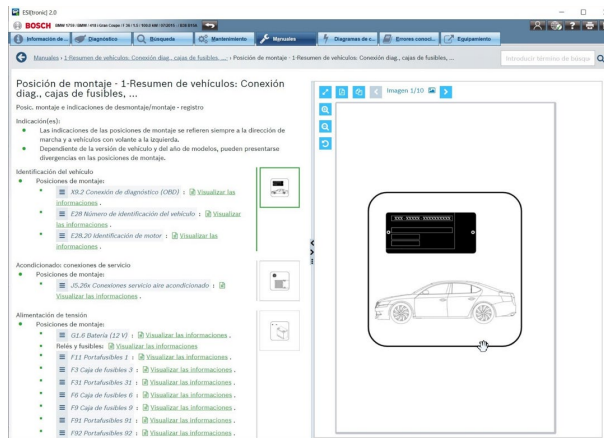 ESI[tronic] 2.0
BOSCH
Información de ...
Diagnóstico
Búsqueda
Mantenimiento
Manuales
Diagramas de c...
Errores conoci...
Equipamiento
Manuales › 1-Resumen de vehículos: Conexión diag., cajas de fusibles, ... › Posición de montaje - 1-Resumen de vehículos: Conexión diag., cajas de fusibles, ...
Introducir términos de búsque
Posición de montaje - 1-Resumen de vehículos: Conexión
diag., cajas de fusibles, ...
Posic. montaje e indicaciones de desmontaje/montaje - registro
Indicación(es):
Las indicaciones de las posiciones de montaje se refieren siempre a la dirección de
marcha y a vehículos con volante a la izquierda.
Dependiente de la versión de vehículo y del año de modelos, pueden presentarse
divergencias en las posiciones de montaje.
Identificación del vehículo
Posiciones de montaje:
X9.2 Conexión de diagnóstico (OBD) : Visualizar las
informaciones .
E28 Número de identificación del vehículo : Visualizar
las informaciones .
E28.20 Identificación de motor : Visualizar las
informaciones .
Acondicionado: conexiones de servicio
Posiciones de montaje:
J5.26x Conexiones servicio aire acondicionado :
Visualizar las informaciones .
Alimentación de tensión
Posiciones de montaje:
G1.8 Batería (12 V) : Visualizar las informaciones .
Relés y fusibles: Visualizar las informaciones
F11 Portafusibles 1 : Visualizar las informaciones .
F3 Caja de fusibles 3 : Visualizar las informaciones .
F31 Portafusibles 31 : Visualizar las informaciones .
F6 Caja de fusibles 6 : Visualizar las informaciones .
F9 Caja de fusibles 9 : Visualizar las informaciones .
F91 Portafusibles 91 : Visualizar las informaciones .
F92 Portafusibles 92 : Visualizar las informaciones .
Imagen 1/10